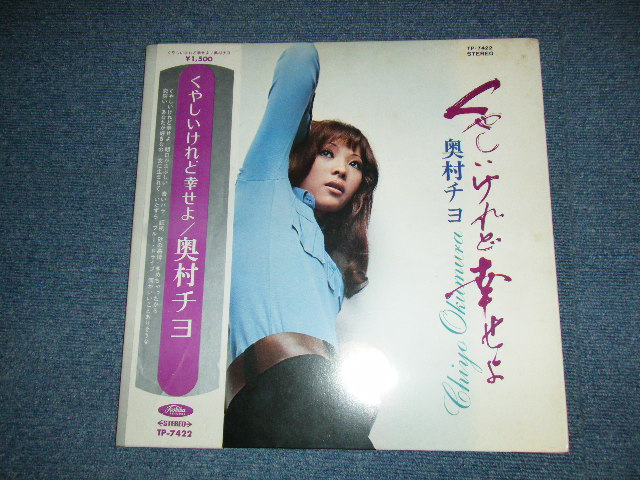 くやしいけれど幸せよ/奥村チヨ
¥1,500
くやしいけれど幸せよ/奥村チヨ
Toshiba
RECORDS
STEREO
TP-7422
TP-7422
STEREO
くやしいけれど幸せよ
奥村チヨ
Chiyo Okumura